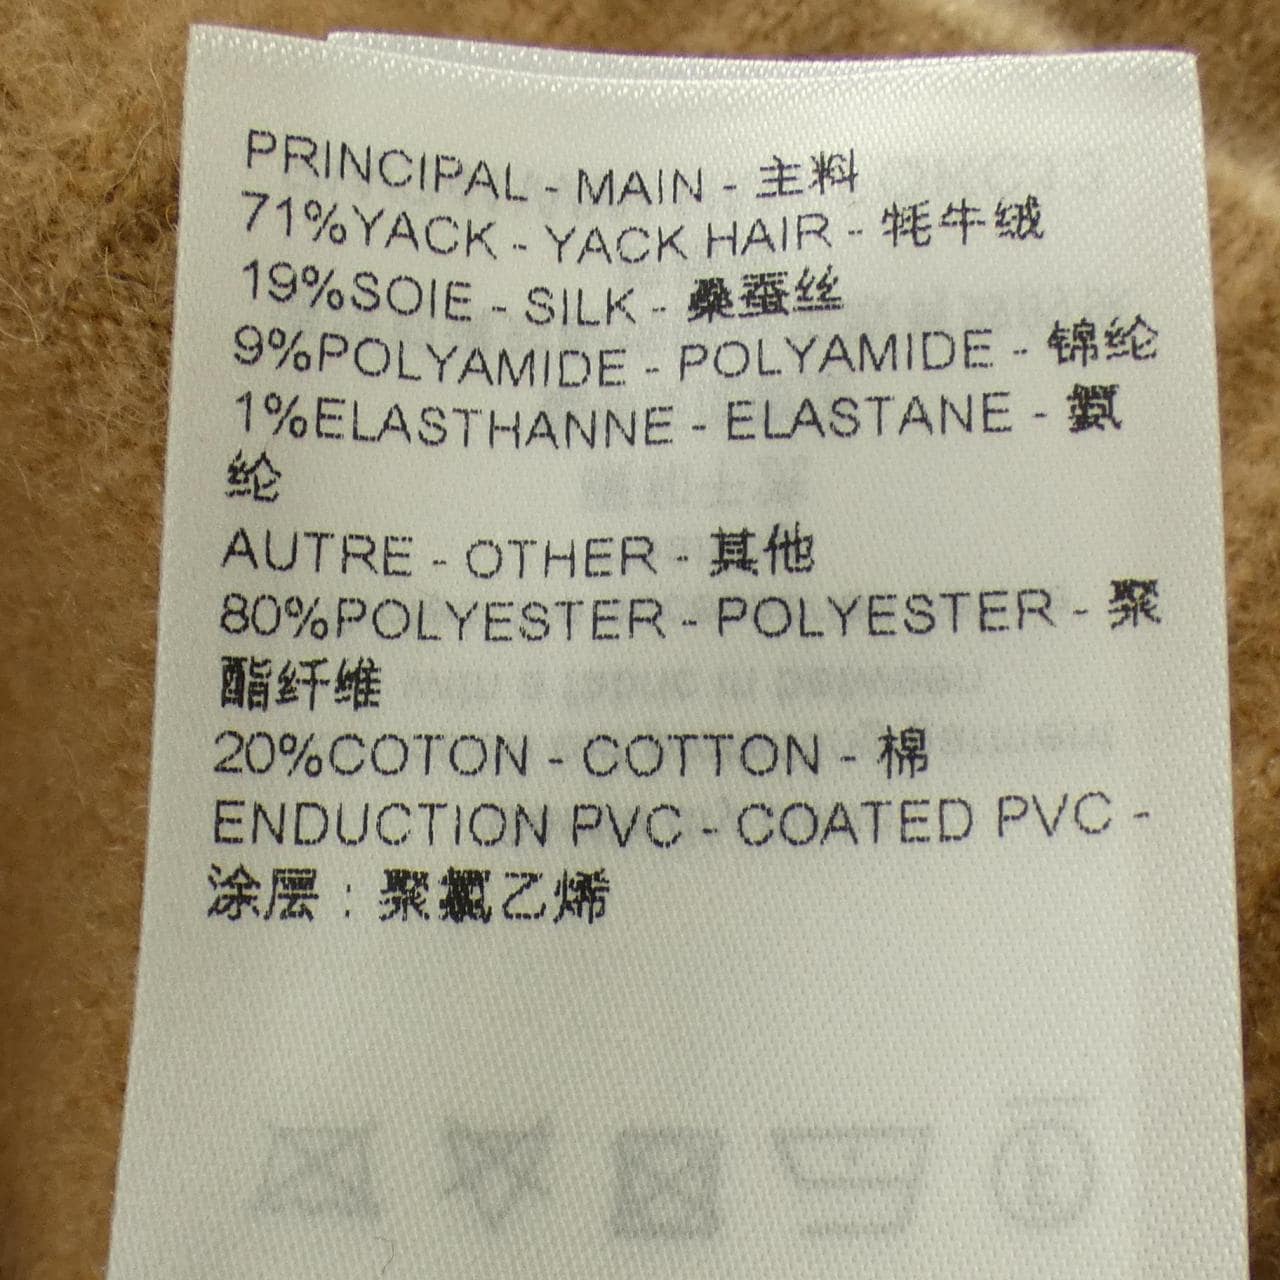 PRINCIPAL - MAIN - 主料
71%YACK - YACK HAIR - 牦牛绒
19%SOIE - SILK - 桑蚕丝
9%POLYAMIDE - POLYAMIDE - 锦纶
1%ELASTHANNE - ELASTANE - 氨
纶
AUTRE - OTHER - 其他
80%POLYESTER - POLYESTER - 聚
酯纤维
20%COTON - COTTON - 棉
ENDUCTION PVC - COATED PVC -
涂层：聚氯乙烯